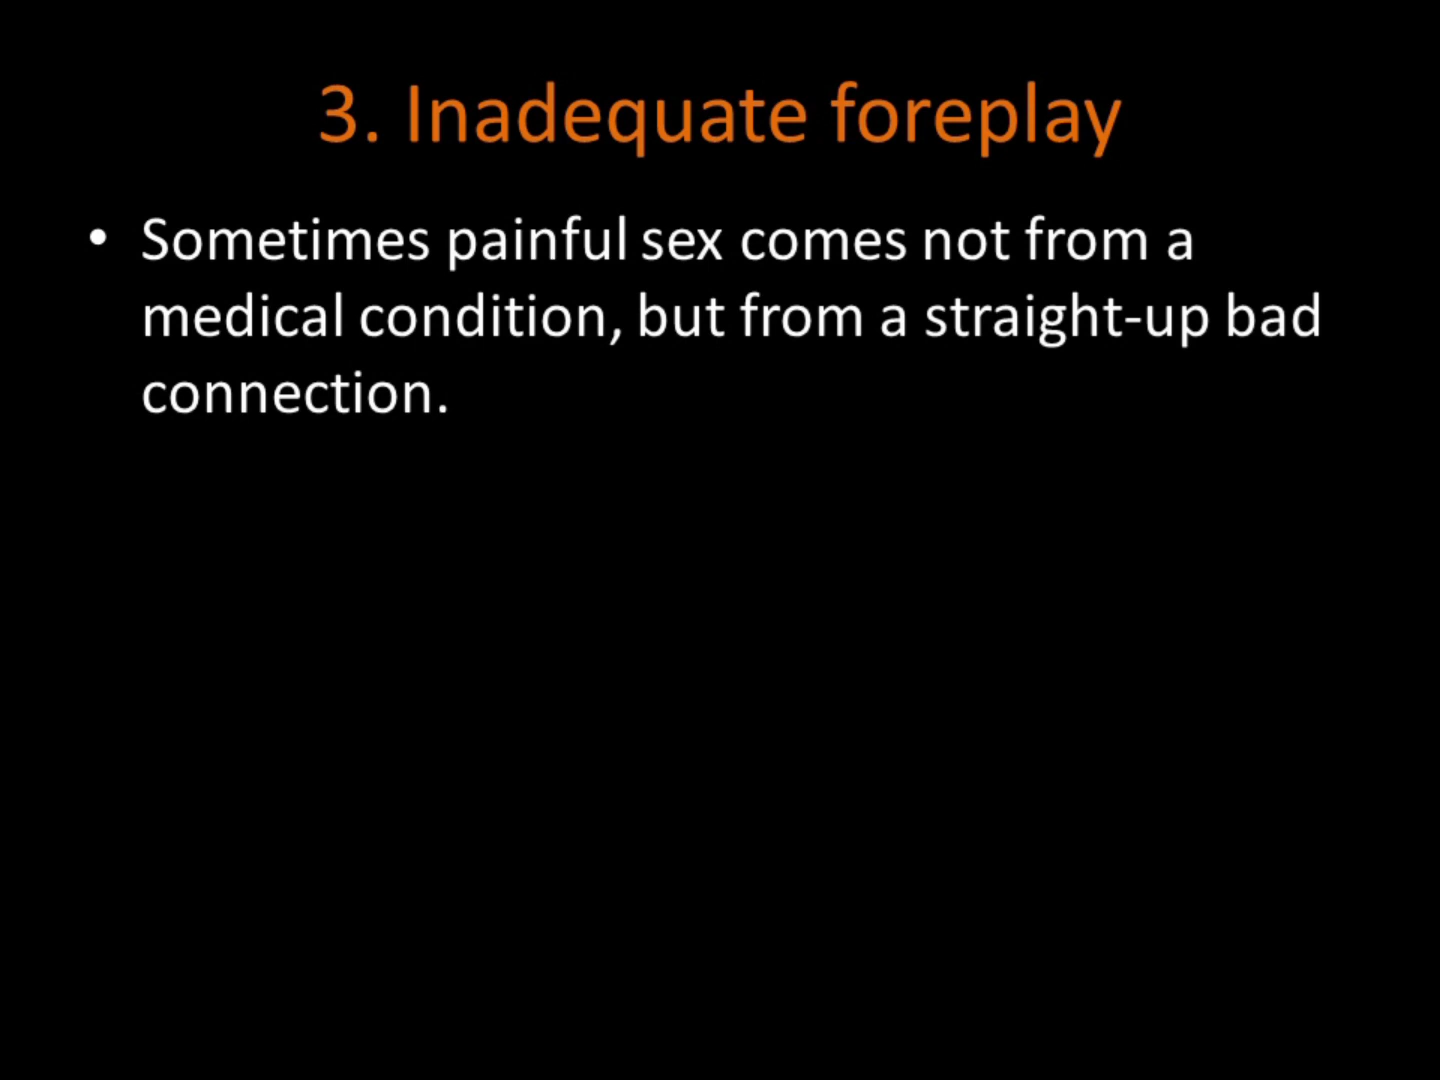 3. Inadequate foreplay
• Sometimes painful sex comes not from a
medical condition, but from a straight-up bad
connection.